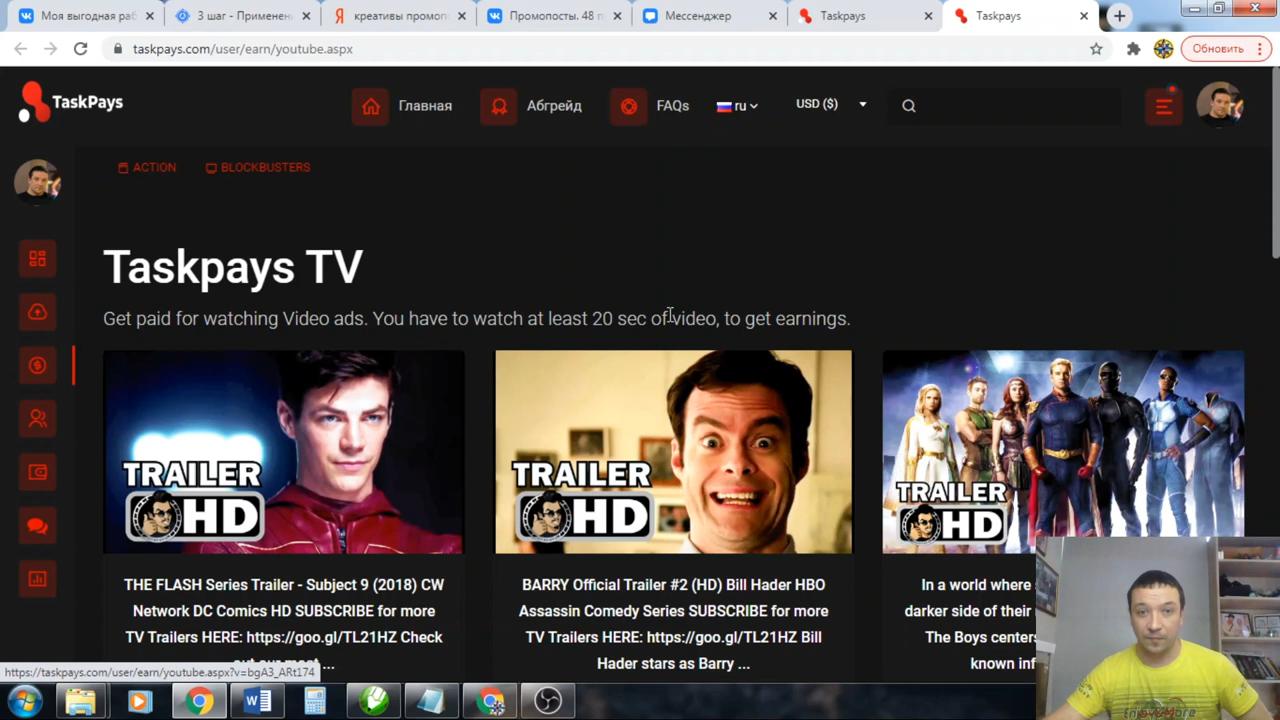 Моя выгодная раб
3 шаг - Применен
креативы промоп
Промопосты. 48 п
Мессенджер
Taskpays
Taskpays
taskpays.com/user/earn/youtube.aspx
Обновить
TaskPays
Главная
Абгрейд
FAQs
ru
USD ($)
ACTION
BLOCKBUSTERS
Taskpays TV
Get paid for watching Video ads. You have to watch at least 20 sec of video, to get earnings.
TRAILER
HD
TRAILER
HD
TRAILER
HD
THE FLASH Series Trailer - Subject 9 (2018) CW
Network DC Comics HD SUBSCRIBE for more
TV Trailers HERE: https://goo.gl/TL21HZ Check
BARRY Official Trailer #2 (HD) Bill Hader HBO
Assassin Comedy Series SUBSCRIBE for more
TV Trailers HERE: https://goo.gl/TL21HZ Bill
Hader stars as Barry ...
In a world where
darker side of their
The Boys centers
known inf
https://taskpays.com/user/earn/youtube.aspx?v=bgA3_ARt174